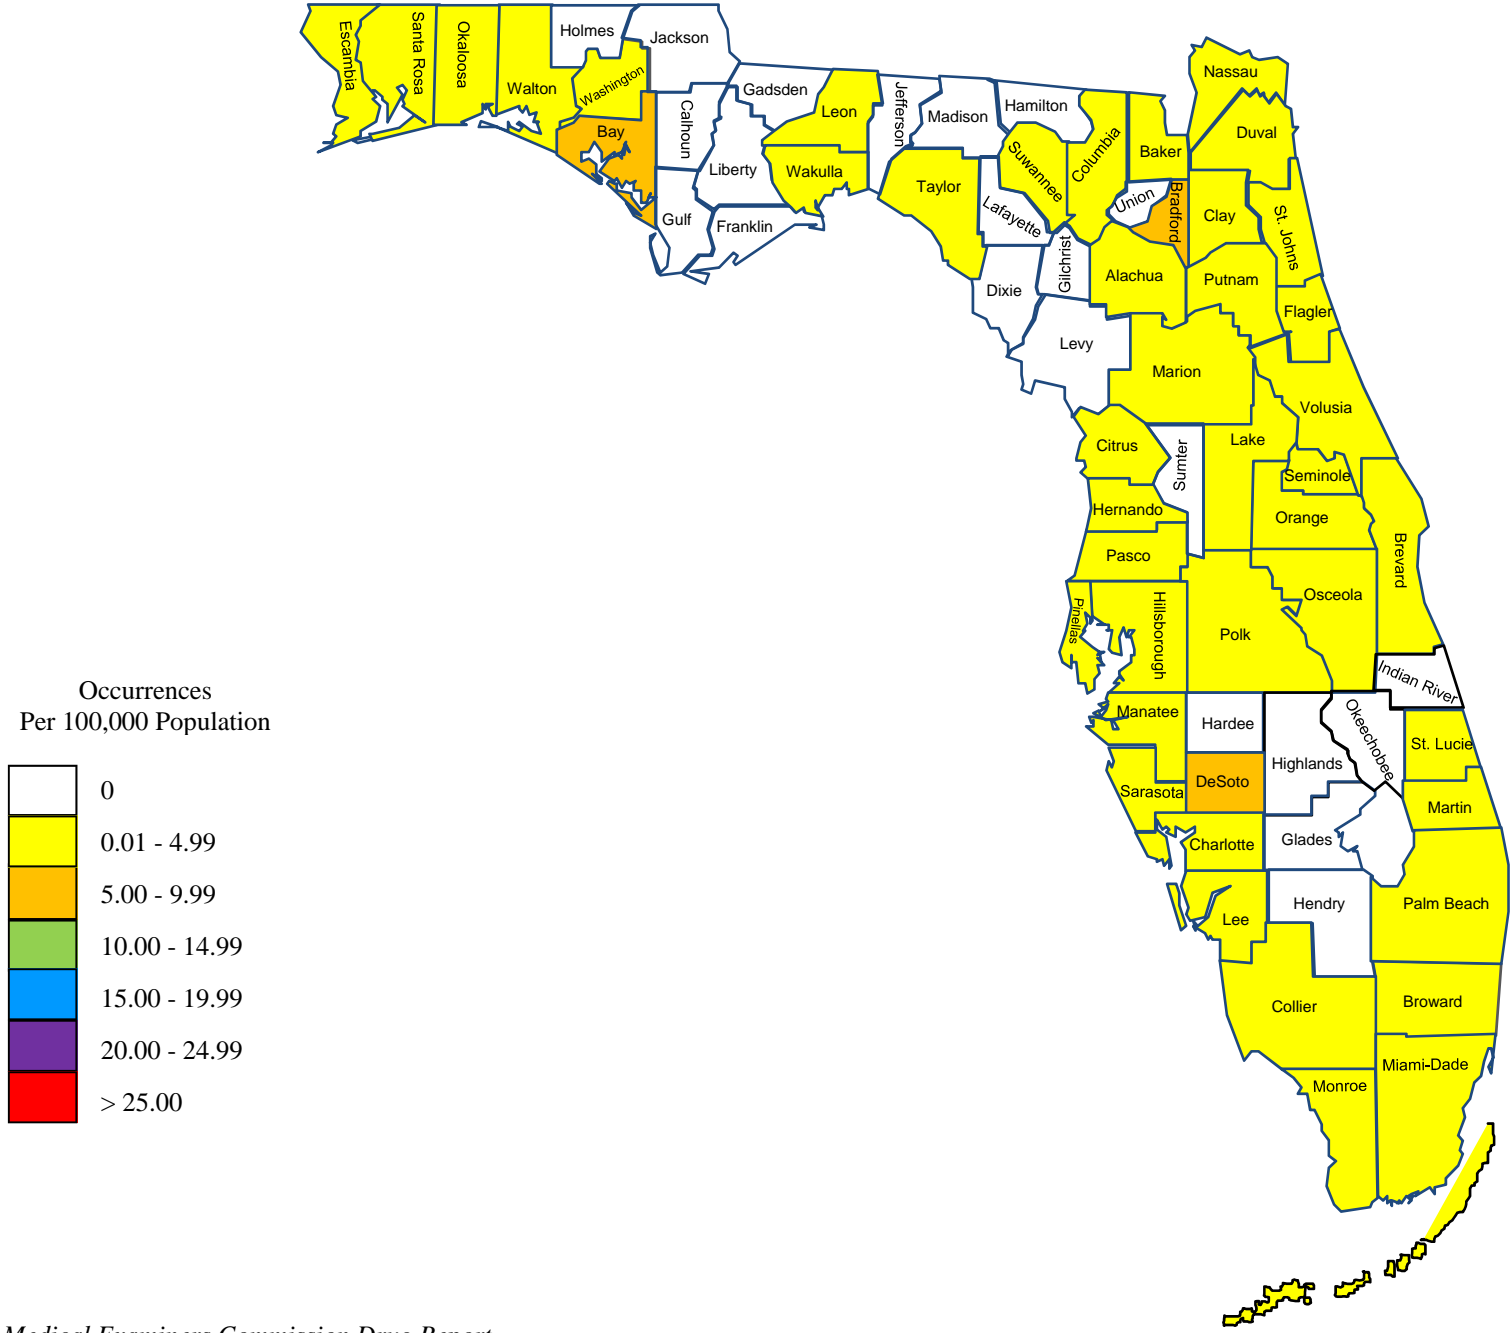 Escambia
Santa Rosa
Okaloosa
Walton
Holmes
Washington
Jackson
Bay
Calhoun
Gadsden
Liberty
Gulf
Franklin
Leon
Wakulla
Jefferson
Madison
Taylor
Hamilton
Suwannee
Lafayette
Columbia
Dixie
Gilchrist
Levy
Baker
Union
Bradford
Nassau
Duval
Clay
St. Johns
Alachua
Putnam
Flagler
Marion
Volusia
Citrus
Sumter
Lake
Seminole
Hernando
Orange
Pasco
Brevard
Pinellas
Hillsborough
Polk
Osceola
Indian River
Manatee
Hardee
Highlands
Okeechobee
St. Lucie
Sarasota
DeSoto
Martin
Charlotte
Glades
Lee
Hendry
Palm Beach
Collier
Broward
Monroe
Miami-Dade
Occurrences
Per 100,000 Population
0
0.01 - 4.99
5.00 - 9.99
10.00 - 14.99
15.00 - 19.99
20.00 - 24.99
> 25.00
Medical Examiners Commission Drug Report